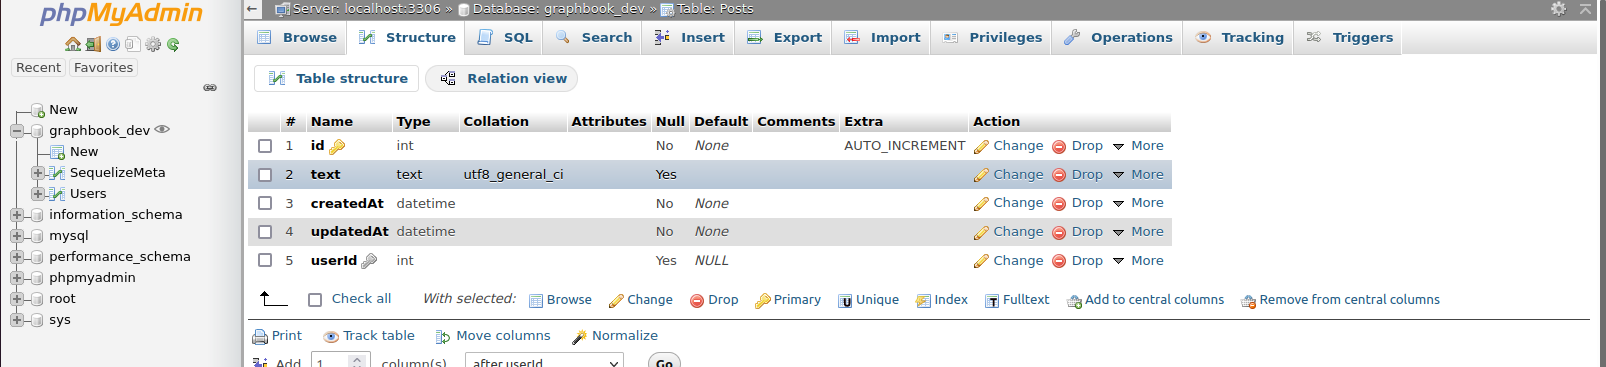 phpMyAdmin
Recent Favorites
New
graphbook_dev
New
SequelizeMeta
Users
information_schema
mysql
performance_schema
phpmyadmin
root
sys
Server: localhost:3306 » Database: graphbook_dev » Table: Posts
Browse Structure SQL Search Insert Export Import Privileges Operations Tracking Triggers
Table structure Relation view
# Name Type Collation Attributes Null Default Comments Extra Action
1 id int No None AUTO_INCREMENT Change Drop More
2 text text utf8_general_ci Yes Change Drop More
3 createdAt datetime No None Change Drop More
4 updatedAt datetime No None Change Drop More
5 userId int Yes NULL Change Drop More
Check all With selected: Browse Change Drop Primary Unique Index Fulltext Add to central columns Remove from central columns
Print Track table Move columns Normalize
Add 1 column(s) after userId Go